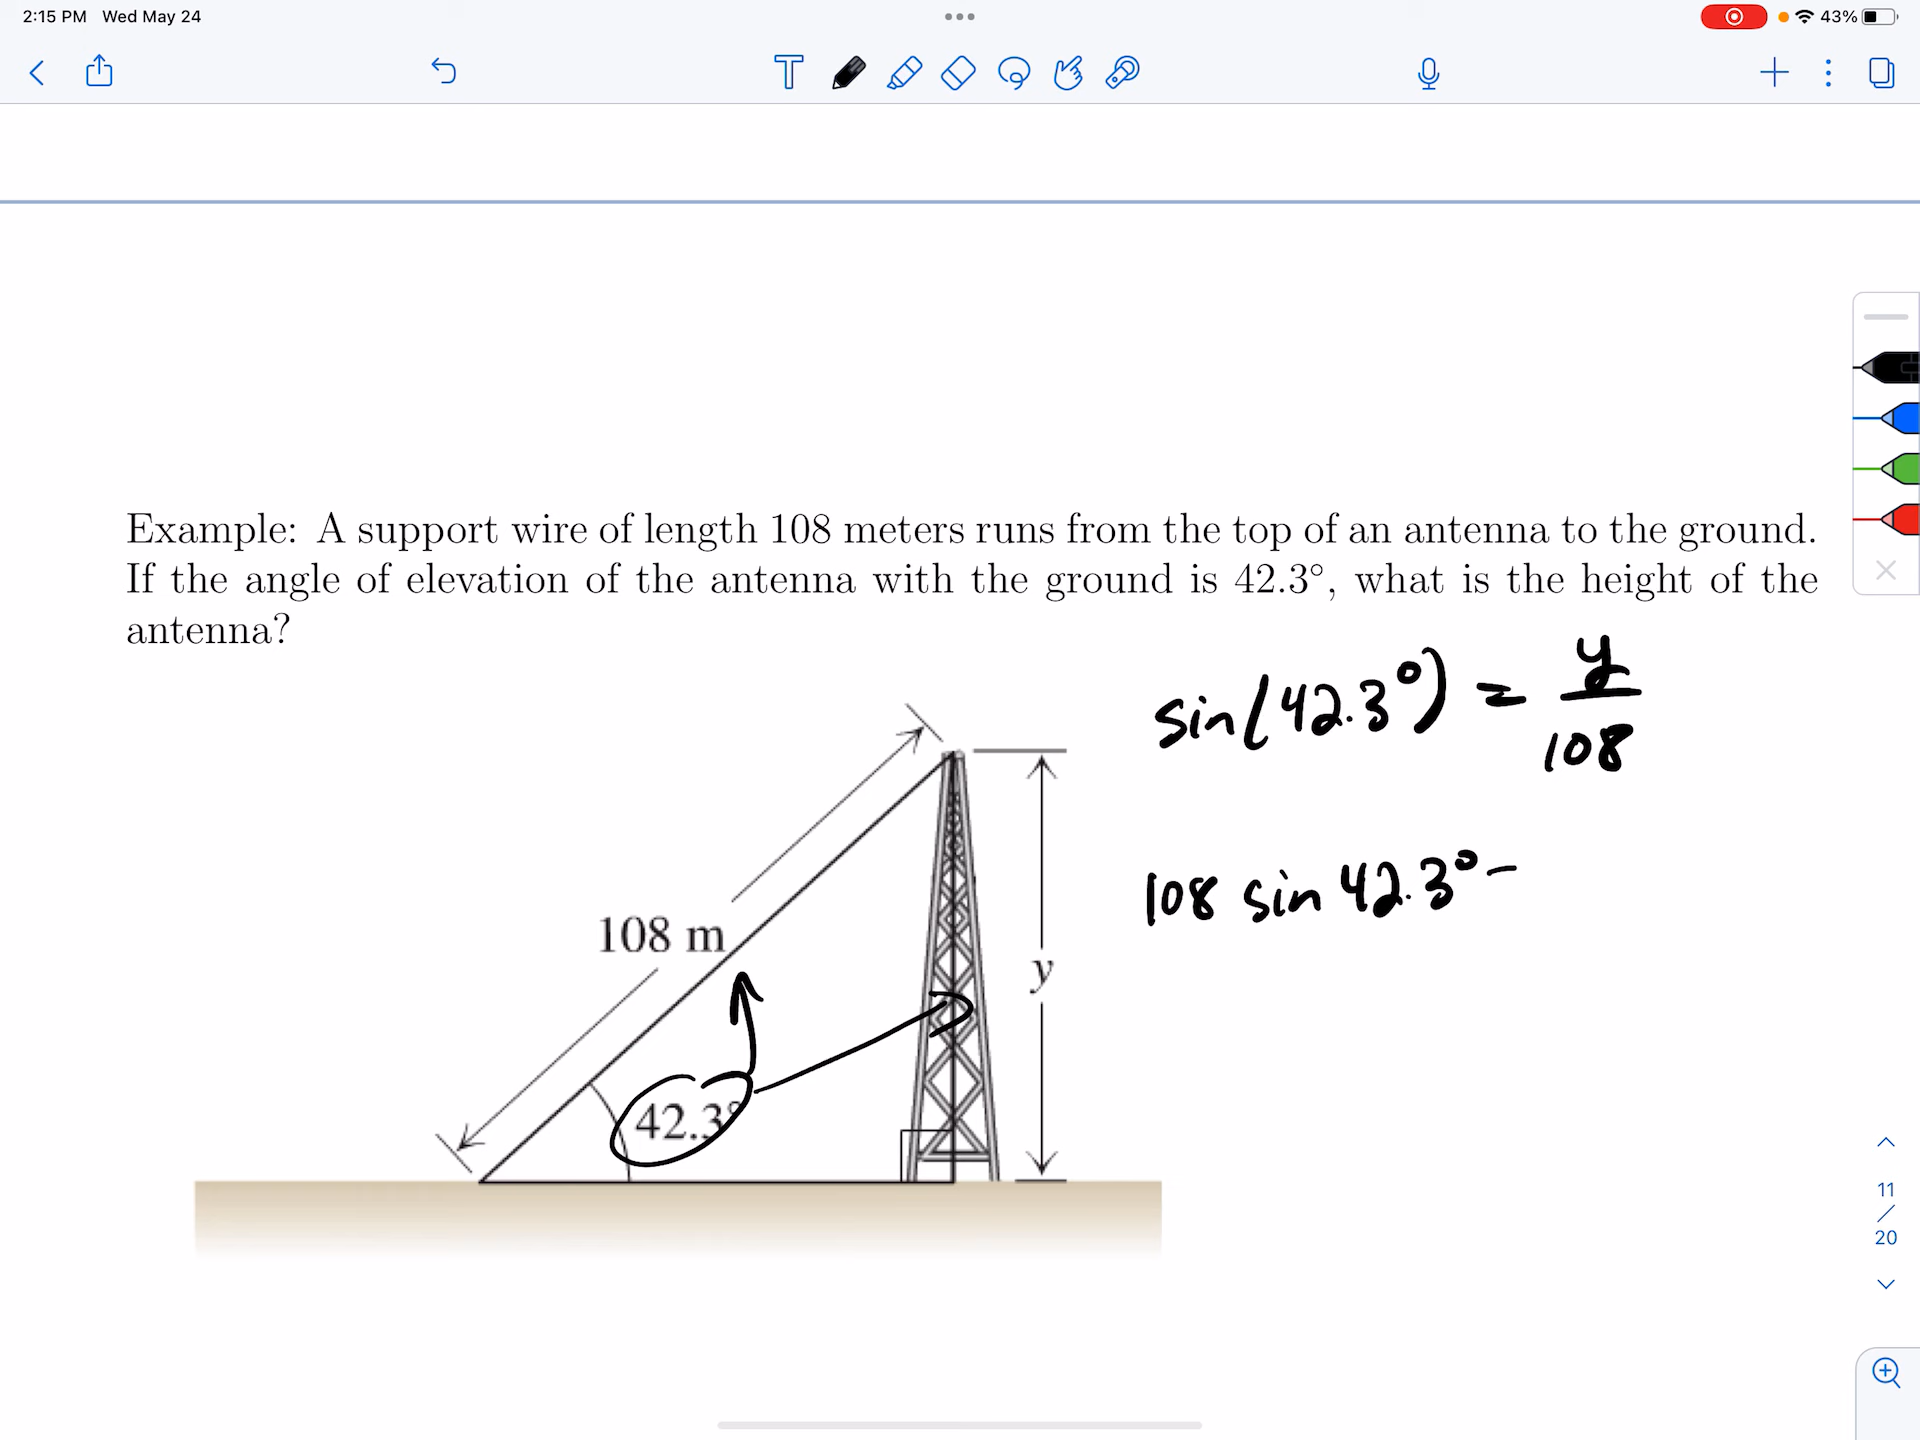 2:15 PM Wed May 24
43%
T
Example: A support wire of length 108 meters runs from the top of an antenna to the ground.
If the angle of elevation of the antenna with the ground is 42.3°, what is the height of the
antenna?
sin(42.3°) = y/108
108 sin 42.3° -
108 m
y
42.3°
11
/
20